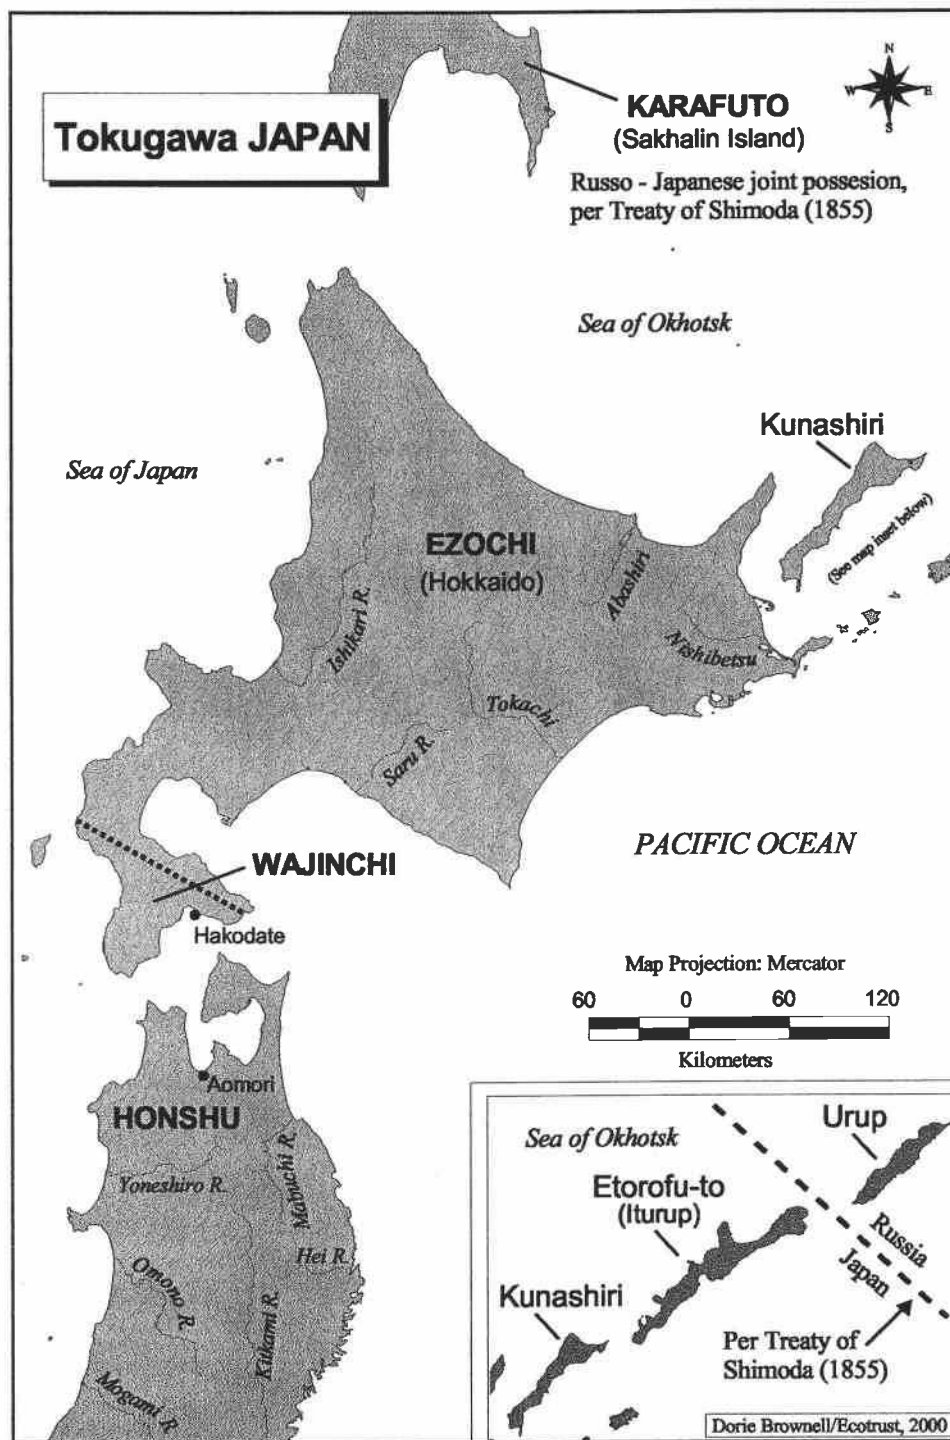 Tokugawa JAPAN
N
W
E
S
KARAFUTO
(Sakhalin Island)
Russo - Japanese joint possesion,
per Treaty of Shimoda (1855)
Sea of Okhotsk
Kunashiri
Sea of Japan
(See map inset below)
EZOCHI
(Hokkaido)
Abashiri
Ishikari R.
Nishibetsu
Tokachi
Saru R.
PACIFIC OCEAN
WAJINCHI
Hakodate
Map Projection: Mercator
60 0 60 120
Kilometers
Aomori
HONSHU
Mabuchi R.
Yoneshiro R.
Hei R.
Omono R.
Kitkami R.
Mogami R
Sea of Okhotsk
Urup
Etorofu-to
(Iturup)
Russia
Japan
Kunashiri
Per Treaty of
Shimoda (1855)
Dorie Brownell/Ecotrust, 2000